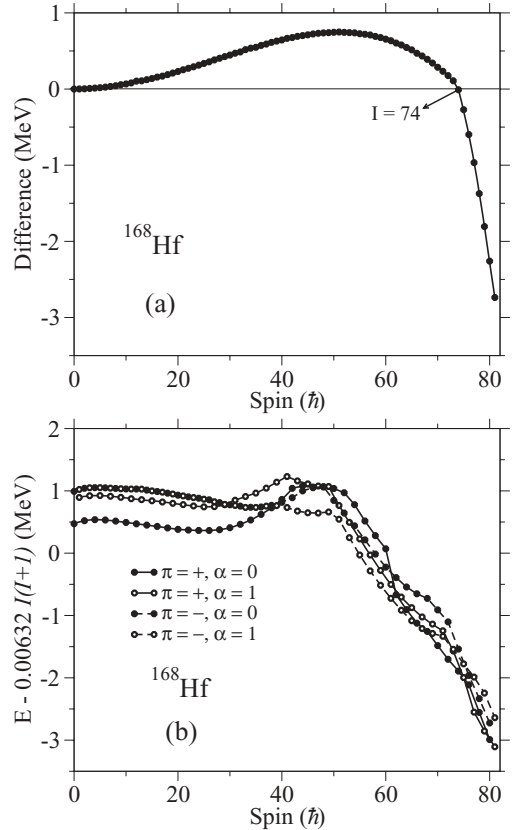 1
0
-1
-2
-3
Difference (MeV)
I = 74
¹⁶⁸Hf
(a)
0 20 40 60 80
Spin (ℏ)
2
1
0
-1
-2
-3
E - 0.00632 I(I+1) (MeV)
π = +, α = 0
π = +, α = 1
π = −, α = 0
π = −, α = 1
¹⁶⁸Hf
(b)
0 20 40 60 80
Spin (ℏ)